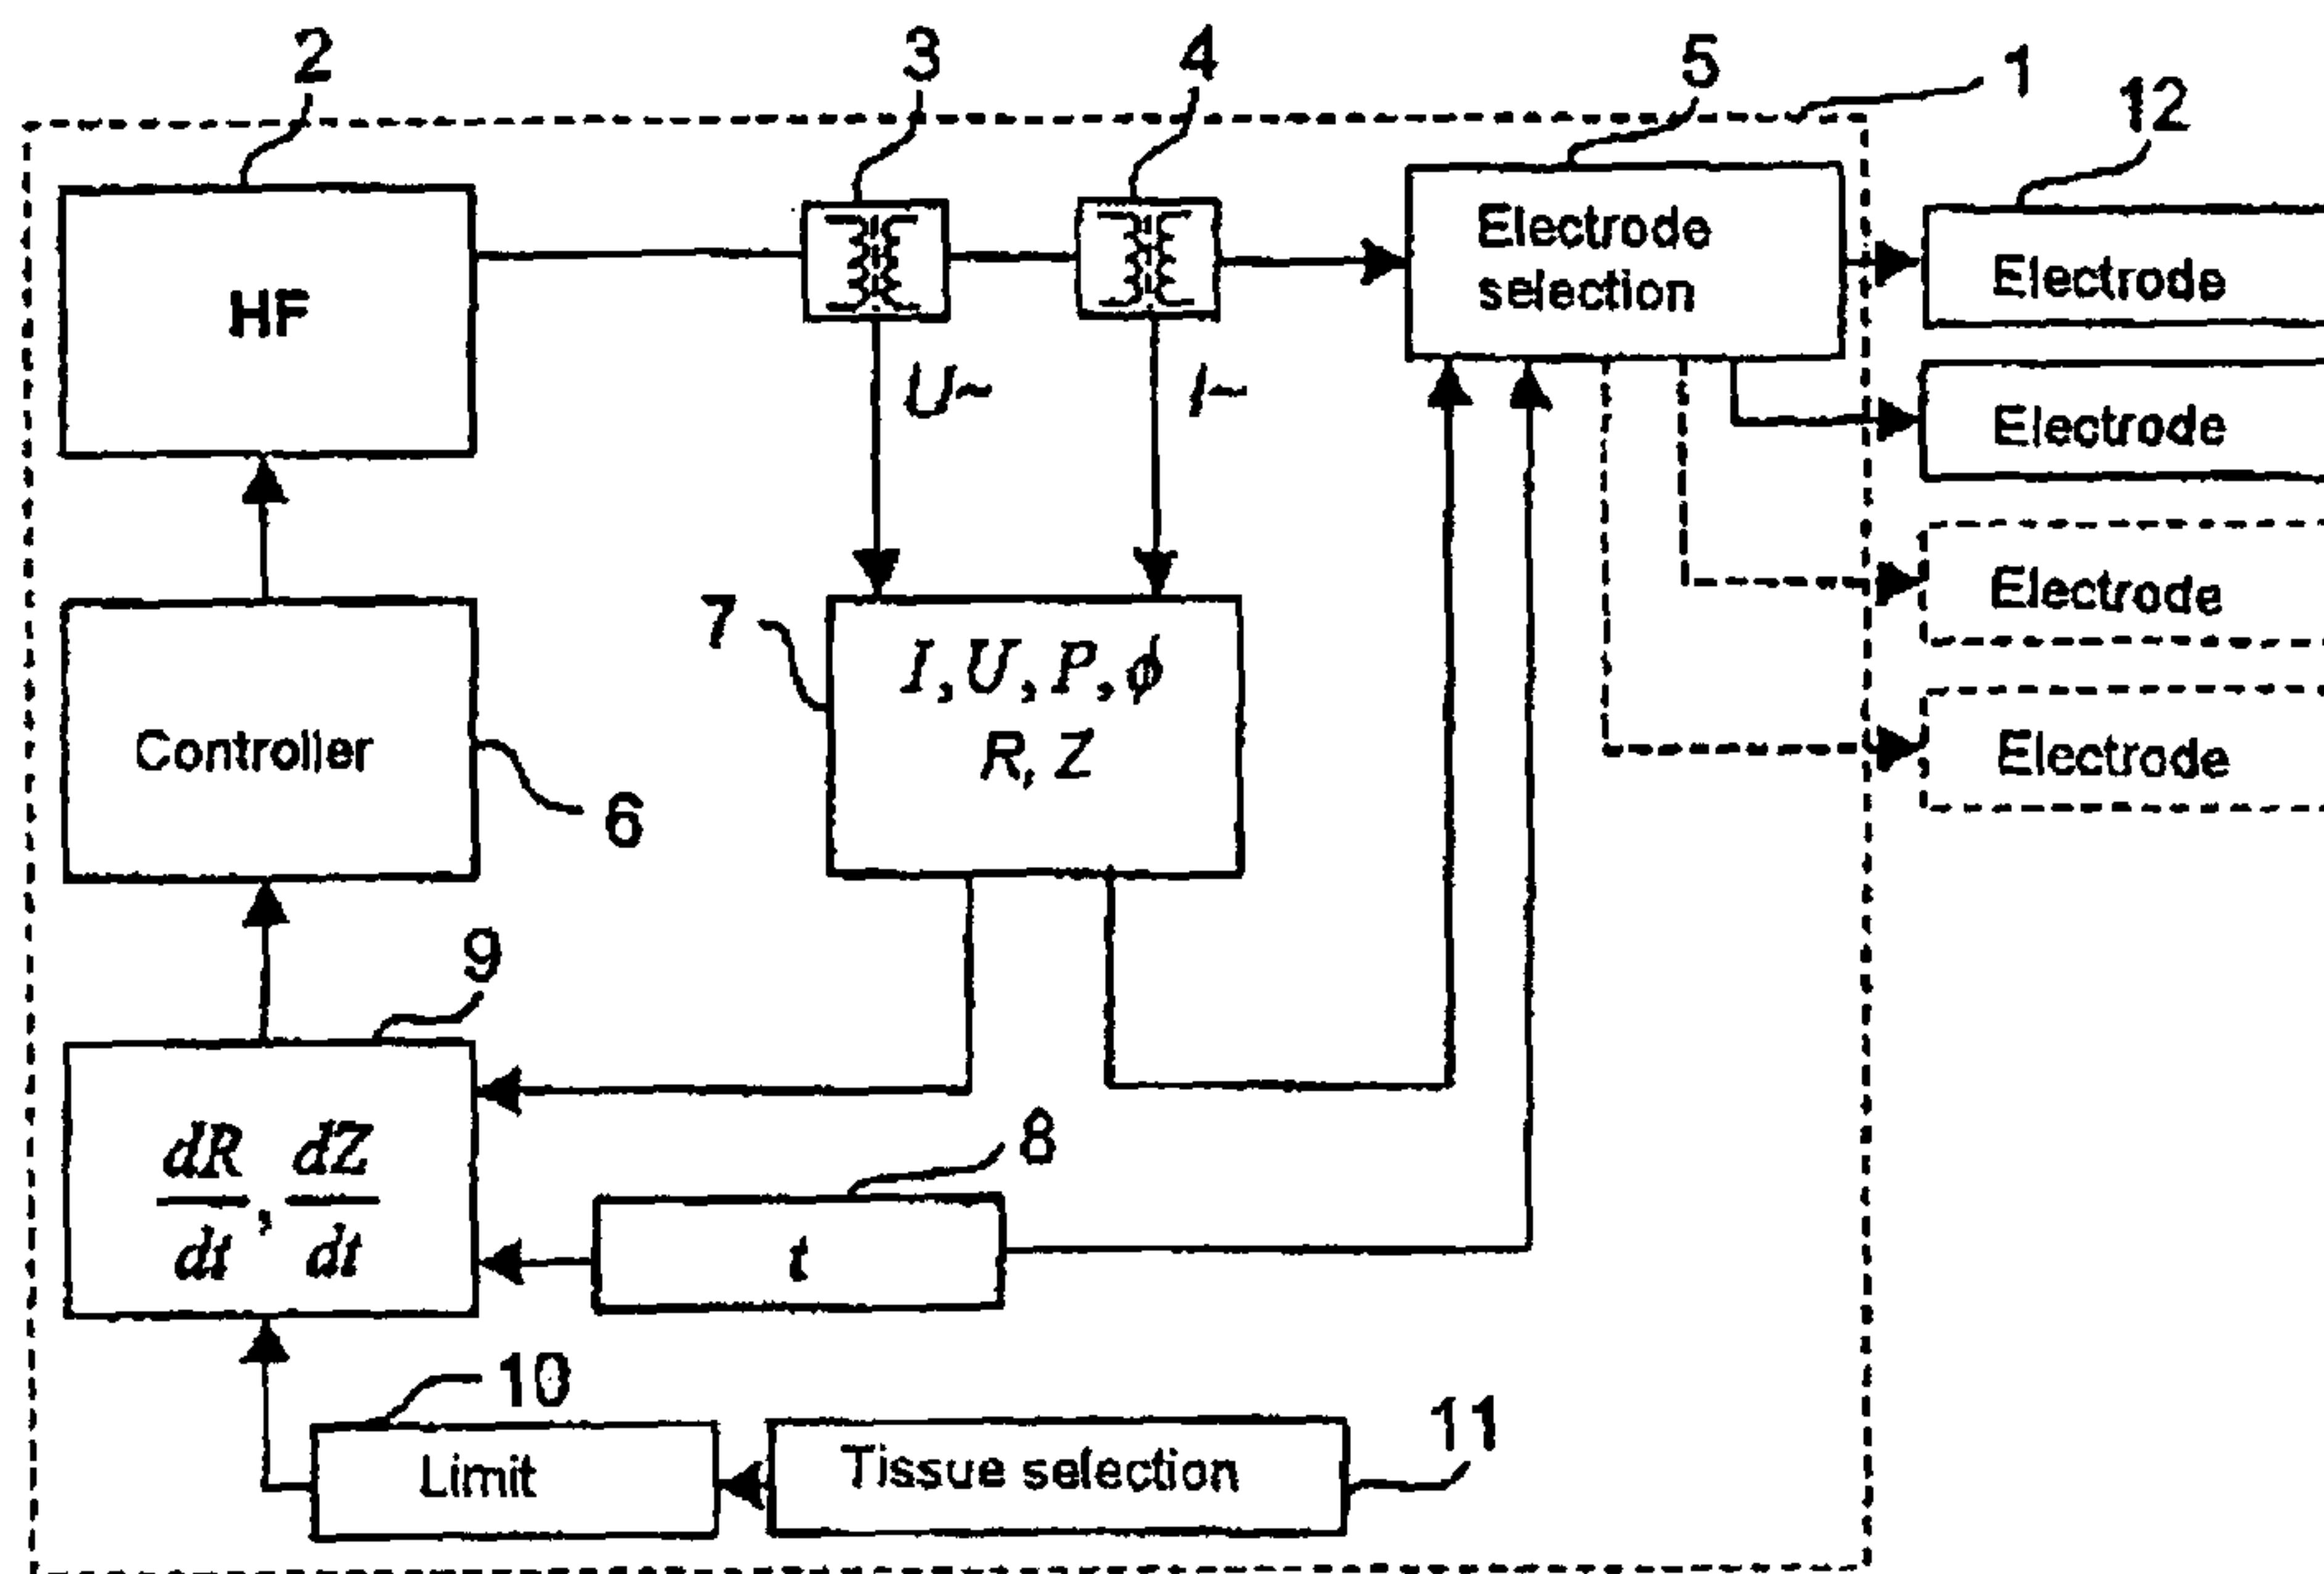 2
3
4
5
1
12
HF
Electrode
selection
Electrode
U~
I~
Electrode
Electrode
7
I, U, P, ϕ
R, Z
Controller
Electrode
6
9
8
dR/dt, dZ/dt
t
10
11
Limit
Tissue selection